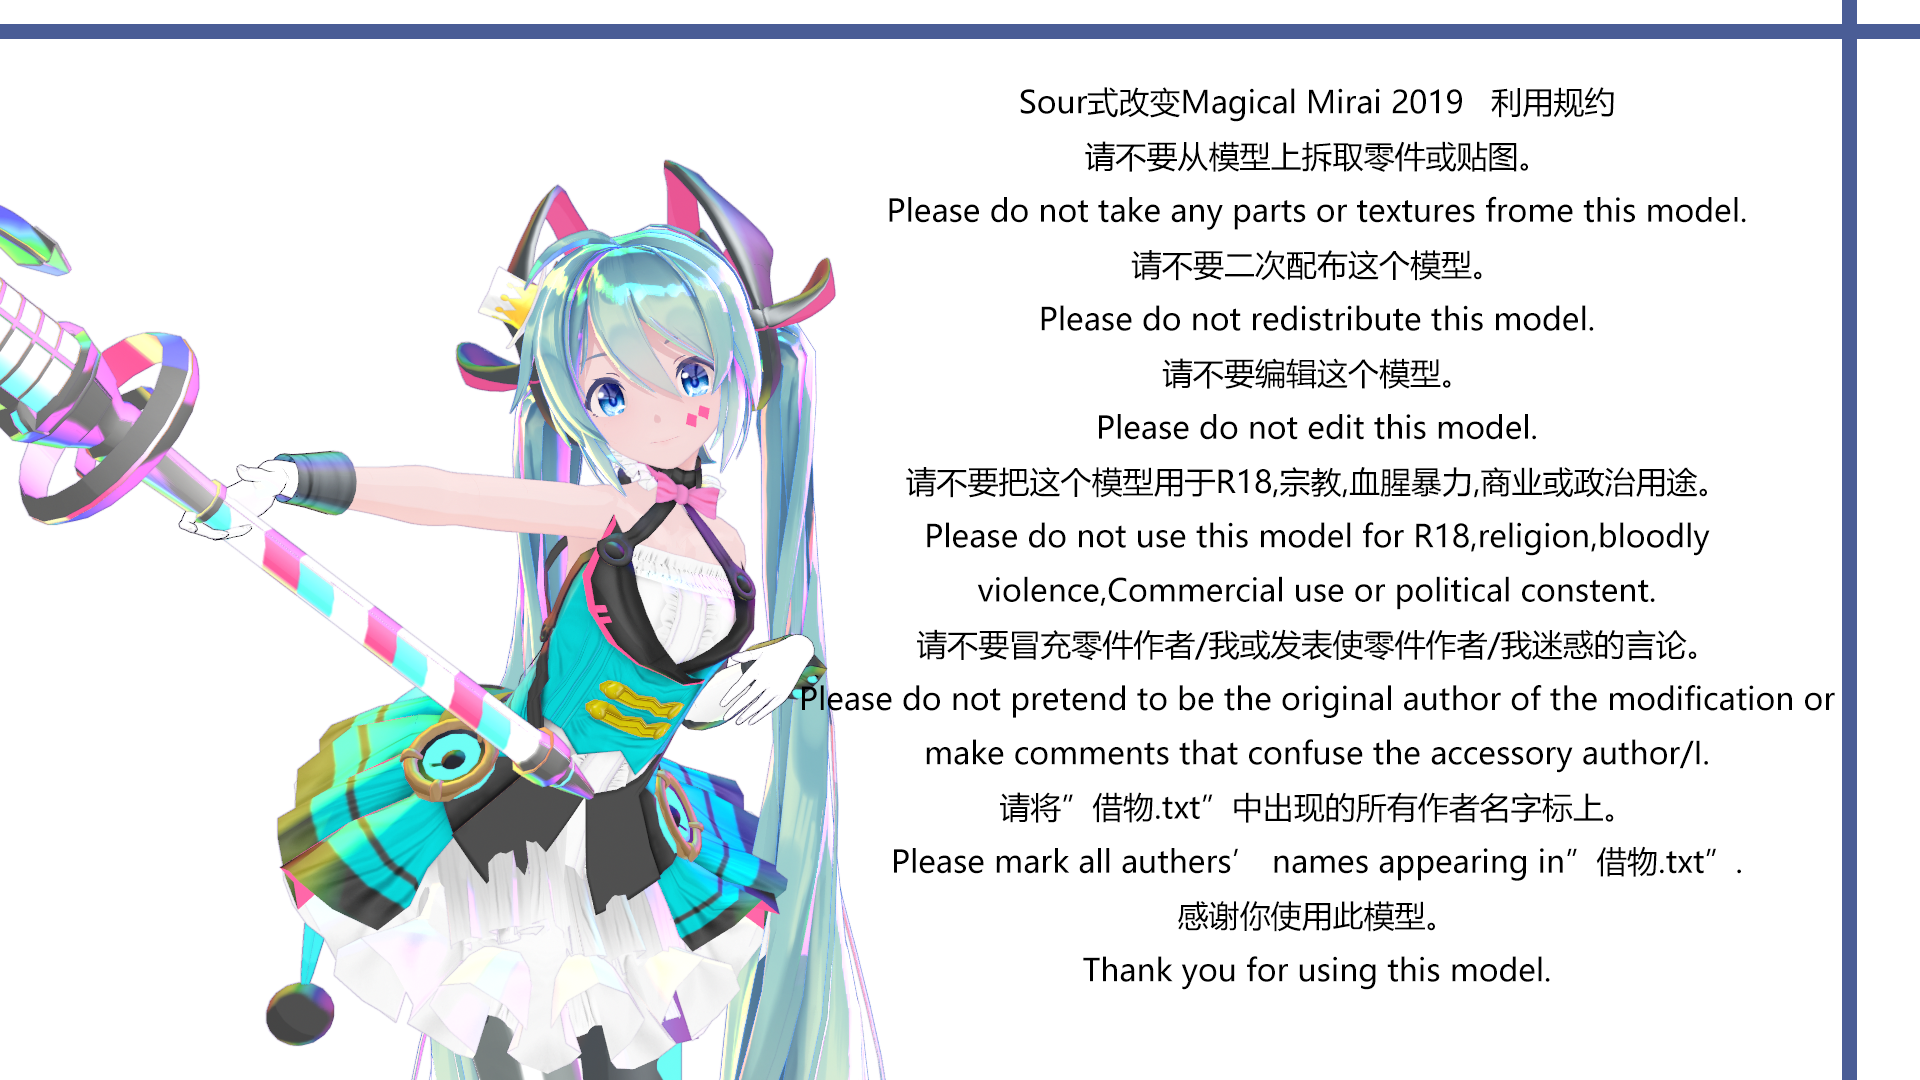 Sour式改变Magical Mirai 2019 利用规约
请不要从模型上拆取零件或贴图。
Please do not take any parts or textures frome this model.
请不要二次配布这个模型。
Please do not redistribute this model.
请不要编辑这个模型。
Please do not edit this model.
请不要把这个模型用于R18,宗教,血腥暴力,商业或政治用途。
Please do not use this model for R18,religion,bloodly
violence,Commercial use or political constent.
请不要冒充零件作者/我或发表使零件作者/我迷惑的言论。
Please do not pretend to be the original author of the modification or
make comments that confuse the accessory author/I.
请将”借物.txt”中出现的所有作者名字标上。
Please mark all authers’ names appearing in”借物.txt”.
感谢你使用此模型。
Thank you for using this model.